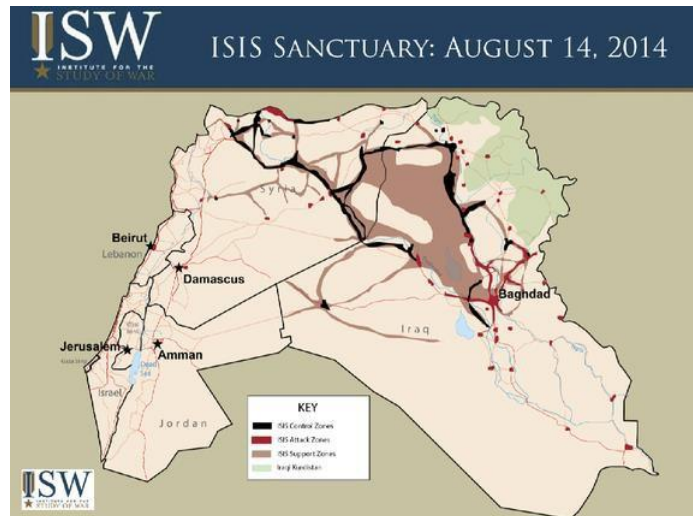 ISW
INSTITUTE FOR THE
STUDY OF WAR
ISIS SANCTUARY: AUGUST 14, 2014
Syria
Beirut
Lebanon
Damascus
Baghdad
Iraq
Jerusalem
Amman
Dead
Sea
Israel
Jordan
KEY
ISIS Control Zones
ISIS Attack Zones
ISIS Support Zones
Iraqi Kurdistan
ISW
INSTITUTE FOR THE
STUDY OF WAR